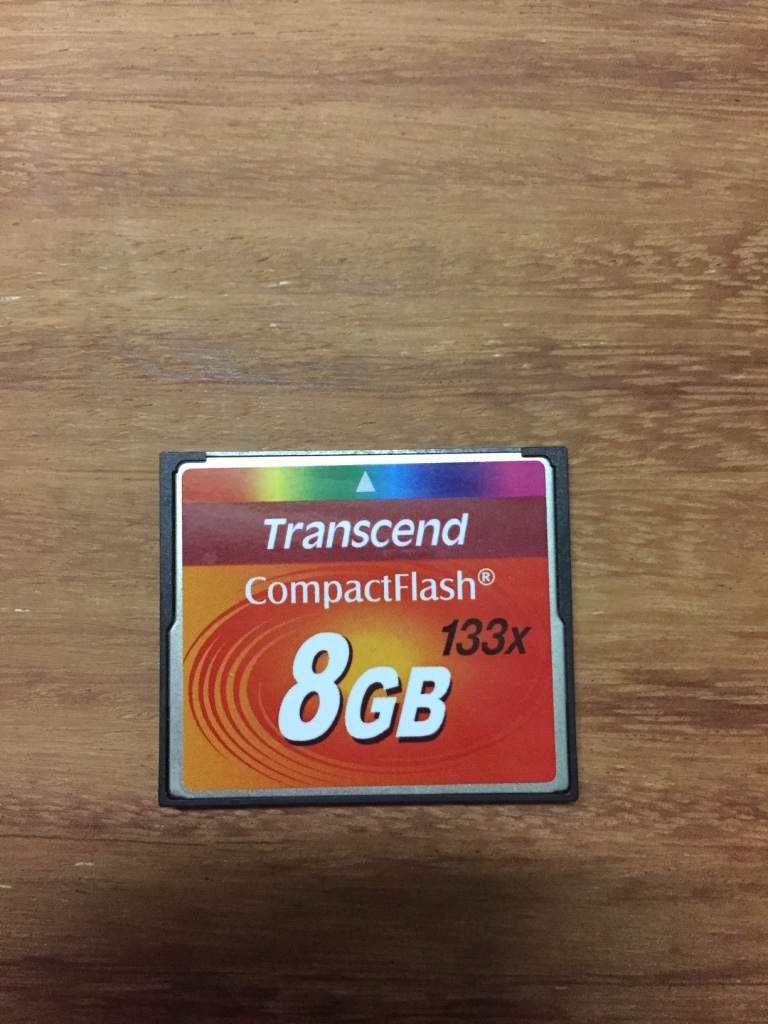 Transcend
CompactFlash®
133x
8GB